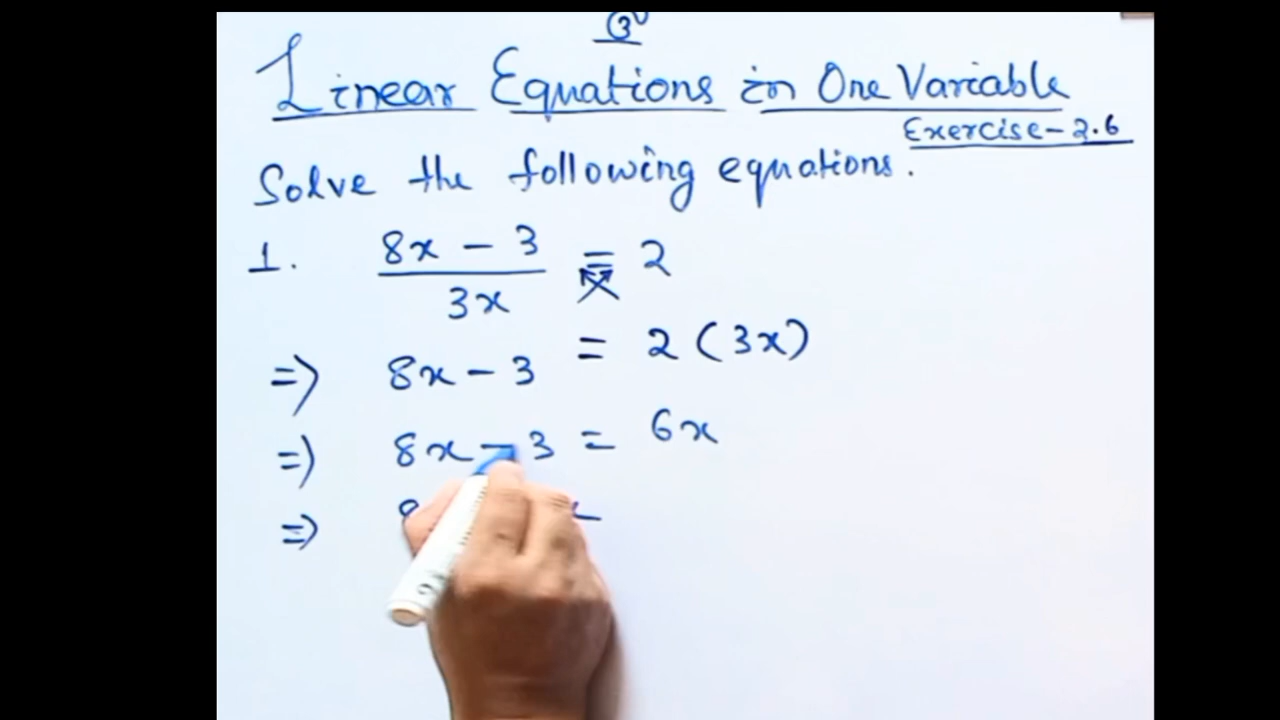 ③
Linear Equations in One Variable
Exercise-2.6
Solve the following equations.
1. 8x - 3 = 2
3x
=> 8x - 3 = 2 (3x)
=> 8x - 3 = 6x
=> 8 =